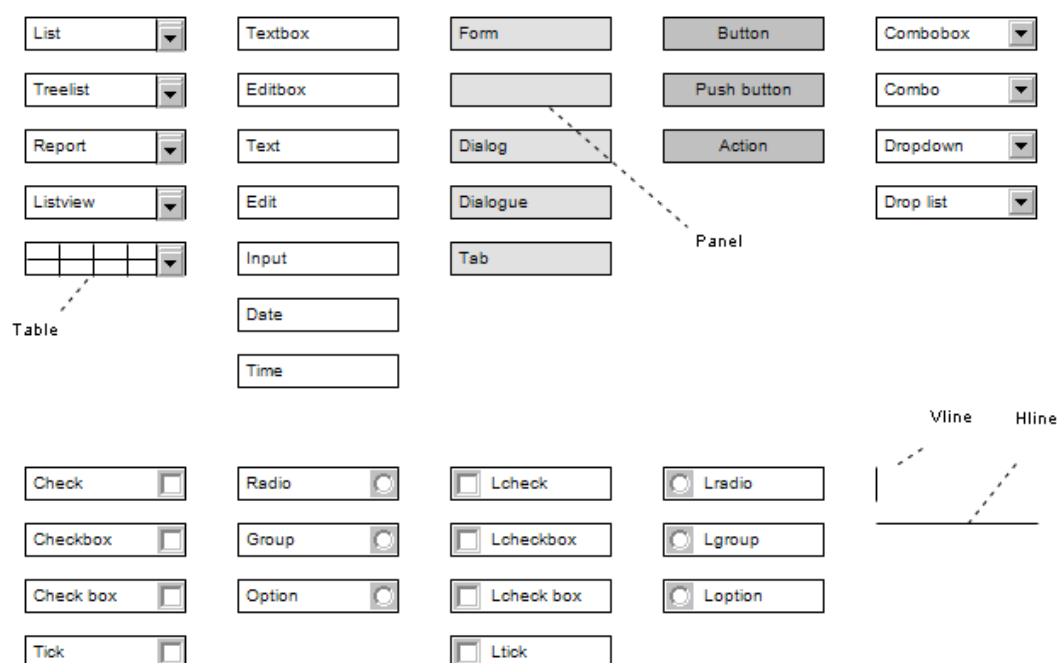 List
Textbox
Form
Button
Combobox
Treelist
Editbox
Push button
Combo
Report
Text
Dialog
Action
Dropdown
Listview
Edit
Dialogue
Drop list
Panel
Input
Tab
Table
Date
Time
Vline
Hline
Check
Radio
Lcheck
Lradio
Checkbox
Group
Lcheckbox
Lgroup
Check box
Option
Lcheck box
Loption
Tick
Ltick